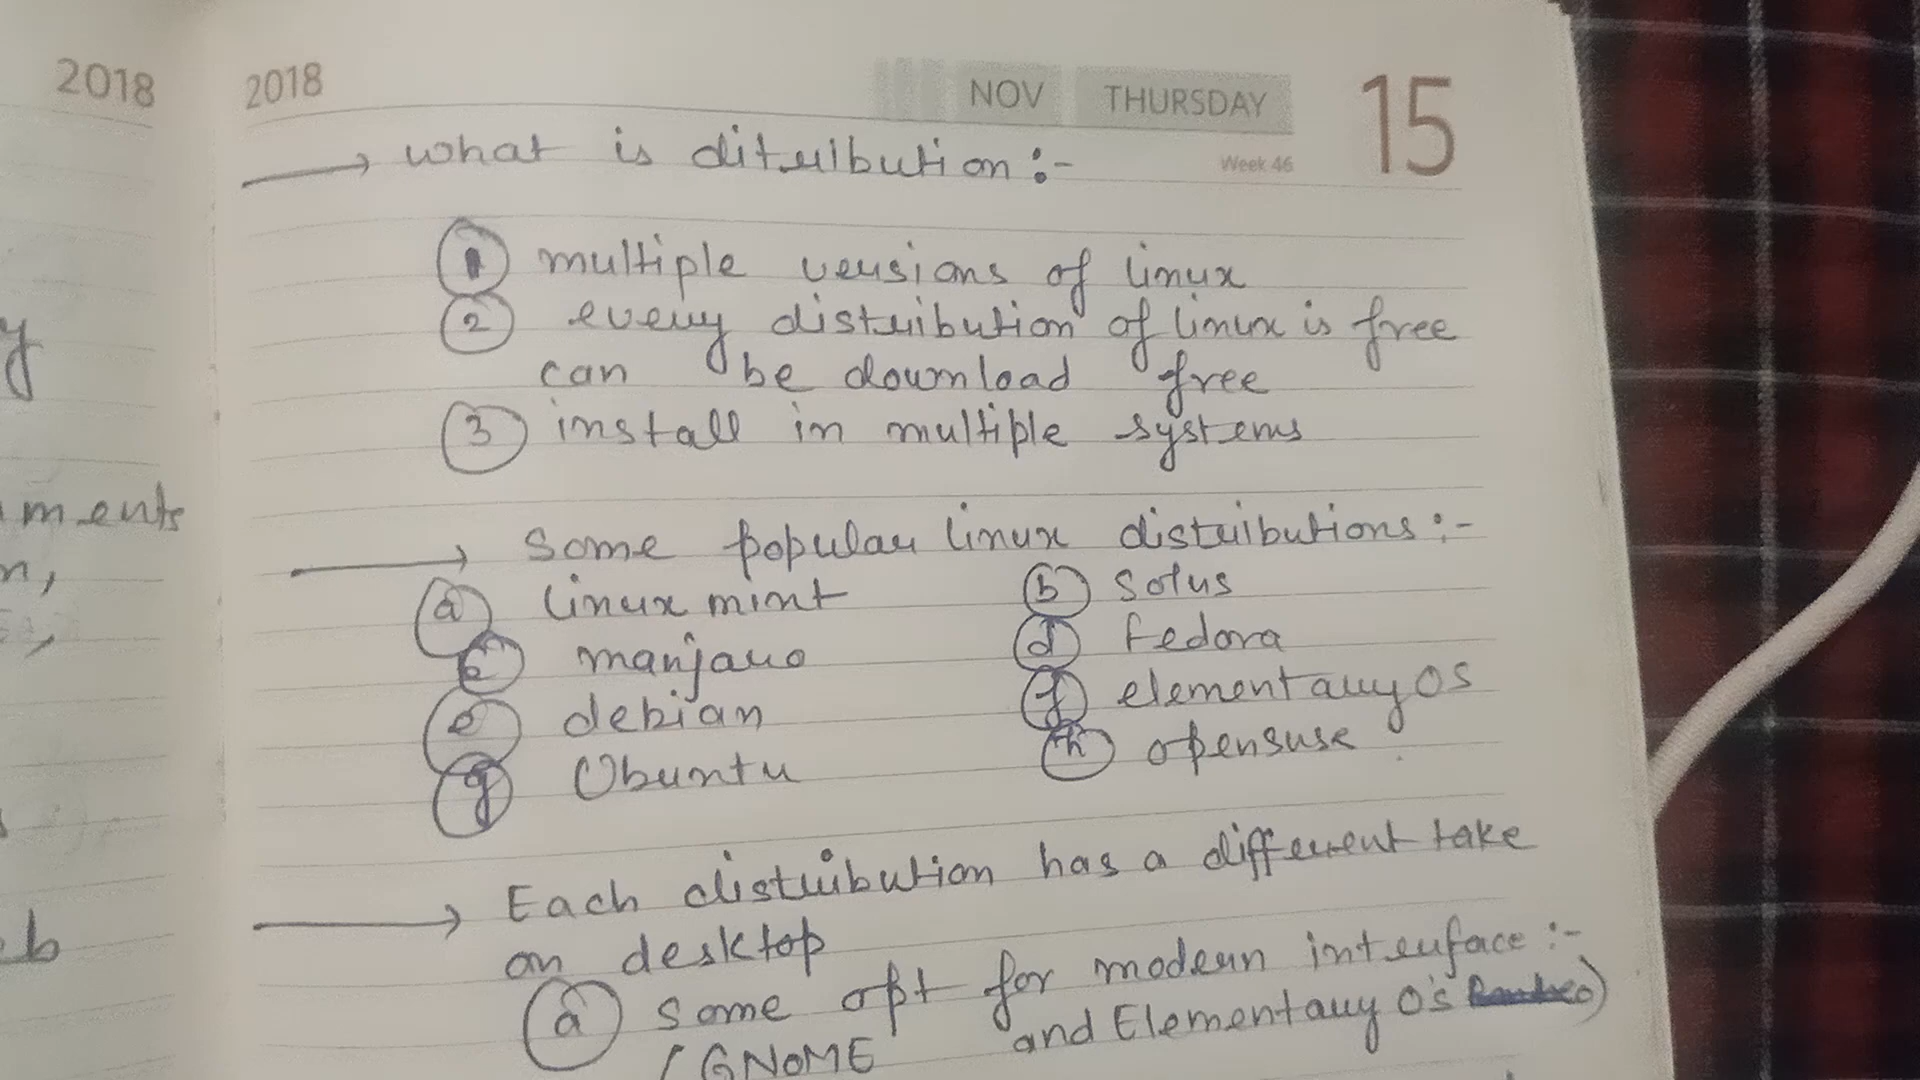 2018
2018 NOV THURSDAY 15
Week 46
→ what is ditribution :-
① multiple versions of linux
② every distribution of linux is free
can be download free
③ install in multiple systems
→ Some popular linux distributions :-
ⓐ linux mint ⓑ solus
ⓒ manjaro ⓓ fedora
ⓔ debian ⓕ elementary OS
ⓖ Ubuntu ⓗ opensuse
→ Each distribution has a different take
on desktop
ⓐ some opt for modern interface :-
(GNOME and Elementary O's )
y
ments
n,
b